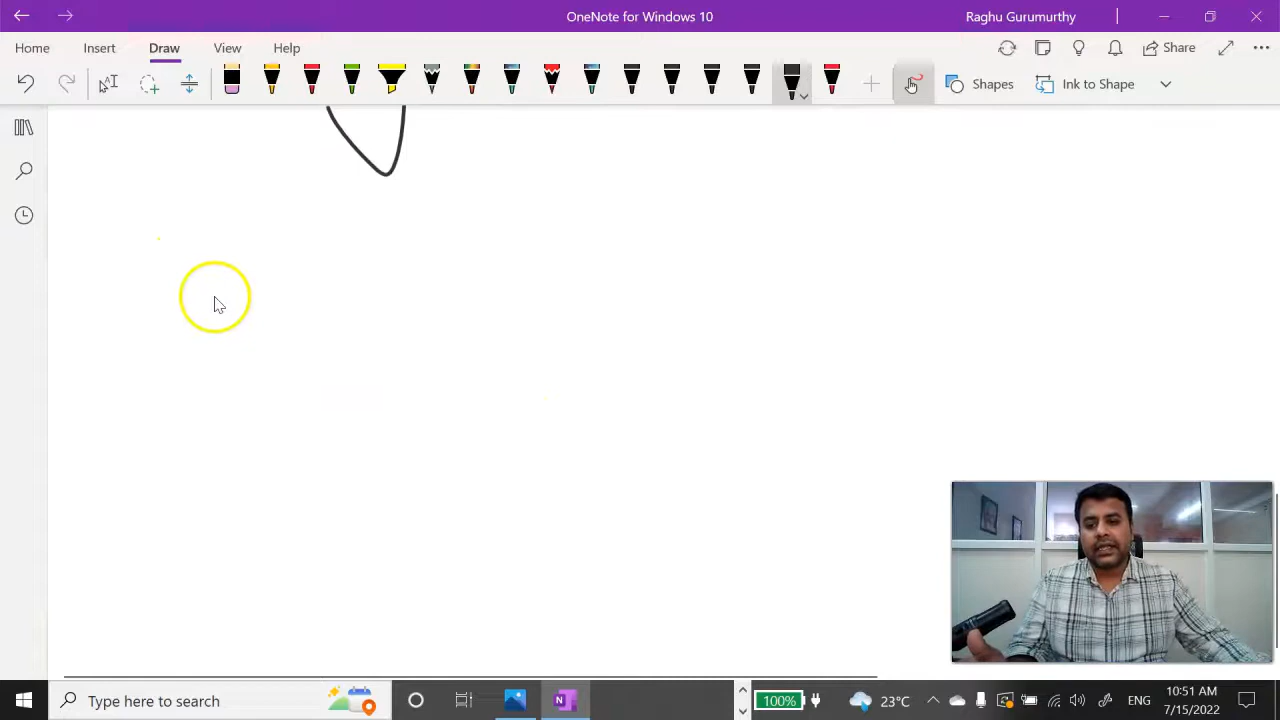 OneNote for Windows 10
Raghu Gurumurthy
Home
Insert
Draw
View
Help
Share
Shapes
Ink to Shape
N
Type here to search
100%
23°C
ENG
10:51 AM
7/15/2022